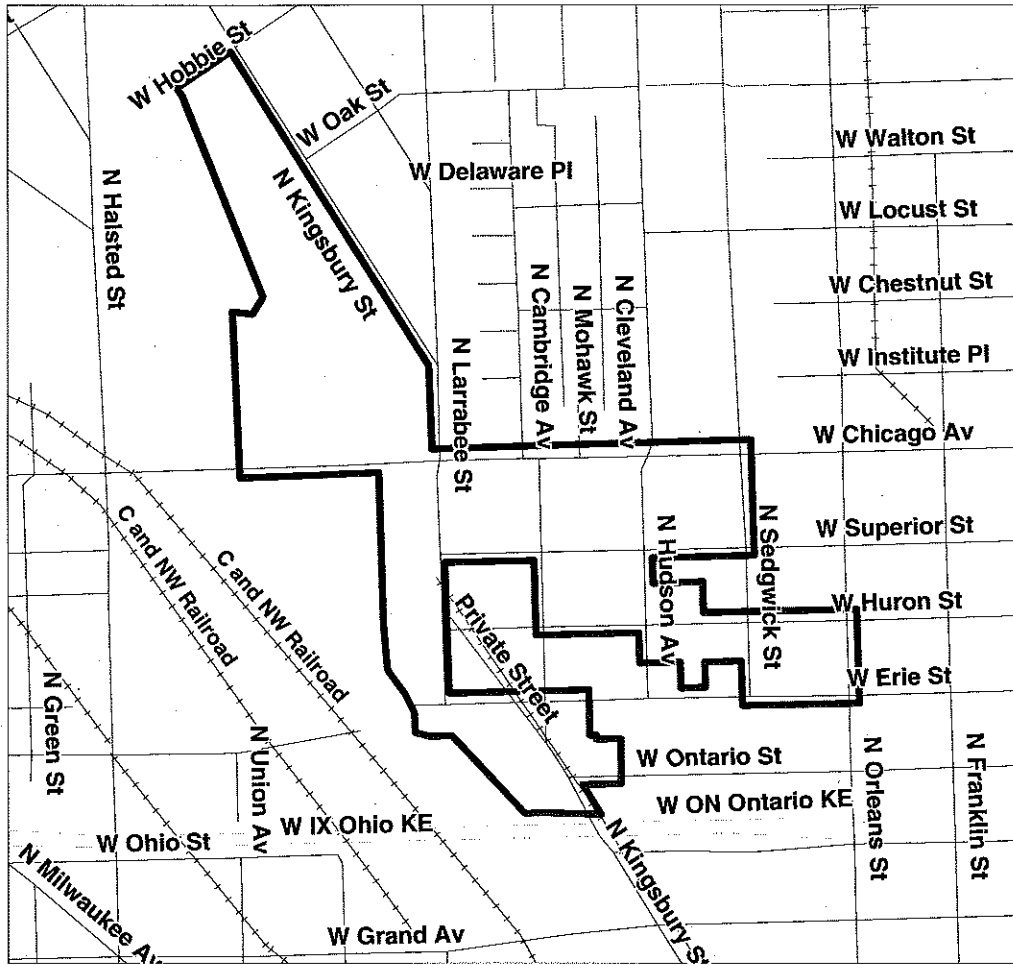 W Hobbie St
W Oak St
W Walton St
W Delaware Pl
N Halsted St
N Kingsbury St
W Locust St
N Cambridge Av
N Mohawk St
N Cleveland Av
W Chestnut St
N Larrabee St
W Institute Pl
W Chicago Av
C and NW Railroad
C and NW Railroad
N Hudson Av
N Sedgwick St
W Superior St
Private Street
W Huron St
W Erie St
N Green St
N Union Av
W Ontario St
N Orleans St
N Franklin St
W ON Ontario KE
W IX Ohio KE
W Ohio St
N Kingsbury St
N Milwaukee Av
W Grand Av